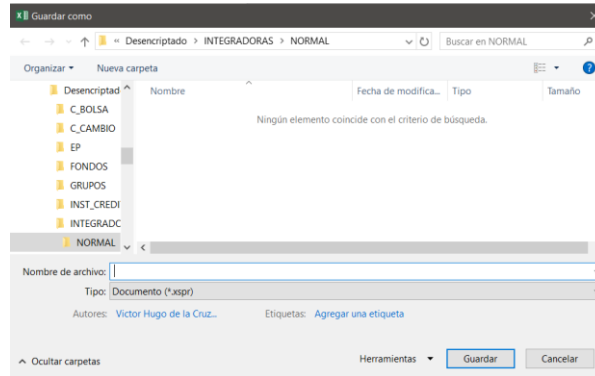 Guardar como
« Desencriptado > INTEGRADORAS > NORMAL
Buscar en NORMAL
Organizar
Nueva carpeta
Desencriptad
Nombre
Fecha de modifica...
Tipo
Tamaño
C_BOLSA
C_CAMBIO
Ningún elemento coincide con el criterio de búsqueda.
EP
FONDOS
GRUPOS
INST_CREDI
INTEGRADC
NORMAL
Nombre de archivo:
Tipo: Documento (*.xspr)
Autores: Victor Hugo de la Cruz...
Etiquetas: Agregar una etiqueta
Ocultar carpetas
Herramientas
Guardar
Cancelar